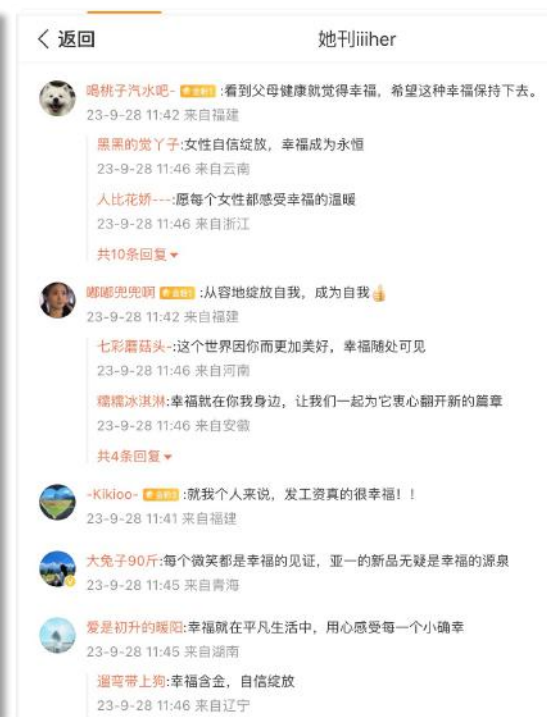 返回
她刊iiiher
喝桃子汽水吧-:看到父母健康就觉得幸福，希望这种幸福保持下去。
23-9-28 11:42 来自福建
黑黑的觉丫子:女性自信绽放，幸福成为永恒
23-9-28 11:46 来自云南
人比花娇---:愿每个女性都感受幸福的温暖
23-9-28 11:46 来自浙江
共10条回复
嘟嘟兜兜啊:从容地绽放自我，成为自我👍
23-9-28 11:42 来自福建
七彩蘑菇头-:这个世界因你而更加美好，幸福随处可见
23-9-28 11:46 来自河南
糯糯冰淇淋:幸福就在你我身边，让我们一起为它衷心翻开新的篇章
23-9-28 11:46 来自安徽
共4条回复
-Kikioo-:就我个人来说，发工资真的很幸福！！
23-9-28 11:41 来自福建
大兔子90斤:每个微笑都是幸福的见证，亚一的新品无疑是幸福的源泉
23-9-28 11:45 来自青海
爱是初升的暖阳:幸福就在平凡生活中，用心感受每一个小确幸
23-9-28 11:45 来自湖南
遛弯带上狗:幸福含金，自信绽放
23-9-28 11:46 来自辽宁